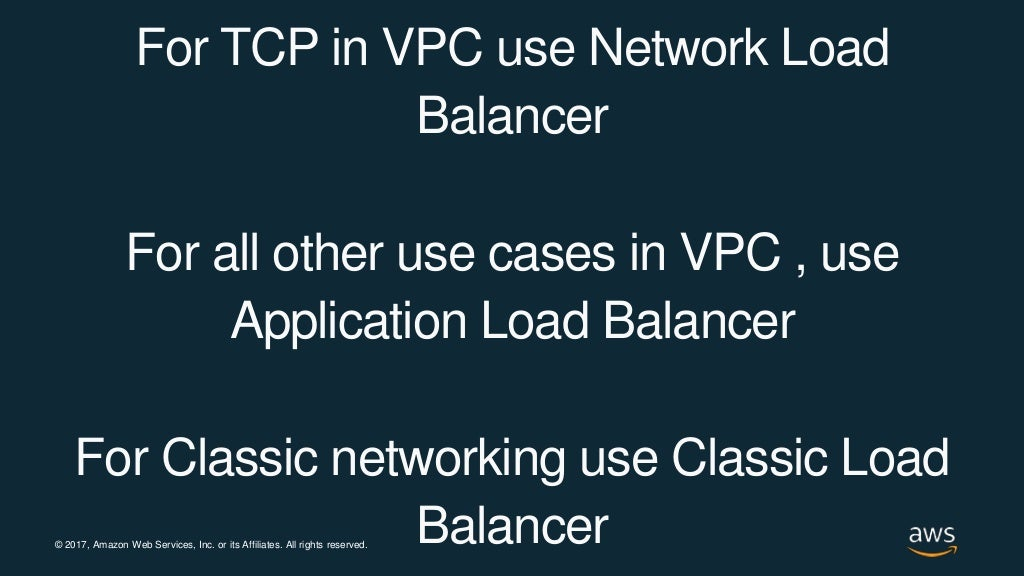 For TCP in VPC use Network Load
Balancer
For all other use cases in VPC , use
Application Load Balancer
For Classic networking use Classic Load
Balancer
© 2017, Amazon Web Services, Inc. or its Affiliates. All rights reserved.
aws